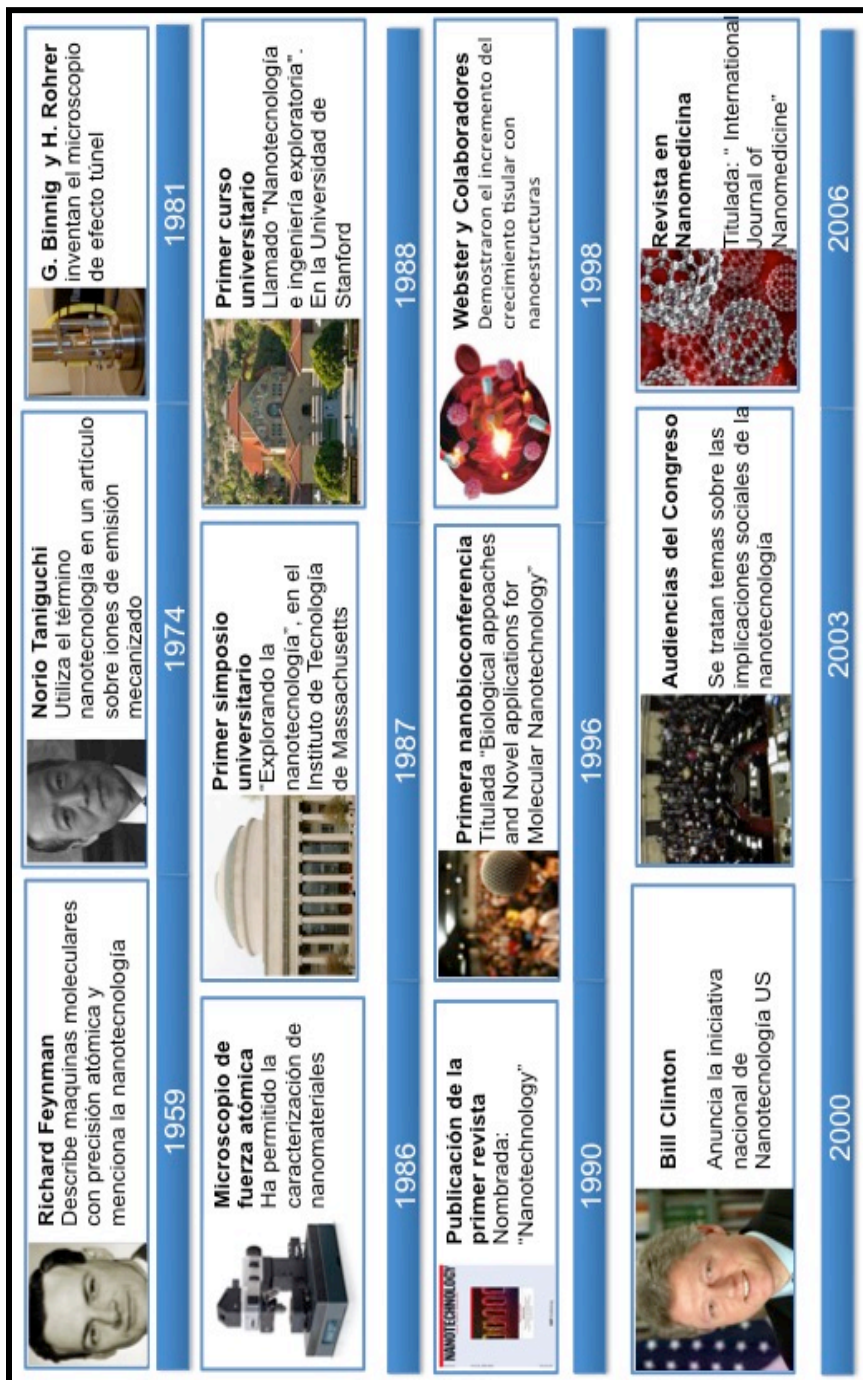 Richard Feynman
Describe maquinas moleculares
con precisión atómica y
menciona la nanotecnología
1959
Norio Taniguchi
Utiliza el término
nanotecnología en un artículo
sobre iones de emisión
mecanizado
1974
G. Binnig y H. Rohrer
inventan el microscopio
de efecto túnel
1981
Microscopio de
fuerza atómica
Ha permitido la
caracterización de
nanomateriales
1986
Primer simposio
universitario
"Explorando la
nanotecnología", en el
Instituto de Tecnología
de Massachusetts
1987
Primer curso
universitario
Llamado "Nanotecnología
e ingeniería exploratoria".
En la Universidad de
Stanford
1988
NANOTECHNOLOGY
Publicación de la
primer revista
Nombrada:
"Nanotechnology"
1990
Primera nanobioconferencia
Titulada "Biological appoaches
and Novel applications for
Molecular Nanotechnology"
1996
Webster y Colaboradores
Demostraron el incremento del
crecimiento tisular con
nanoestructuras
1998
Bill Clinton
Anuncia la iniciativa
nacional de
Nanotecnología US
2000
Audiencias del Congreso
Se tratan temas sobre las
implicaciones sociales de la
nanotecnología
2003
Revista en
Nanomedicina
Titulada: " International
Journal of
Nanomedicine"
2006